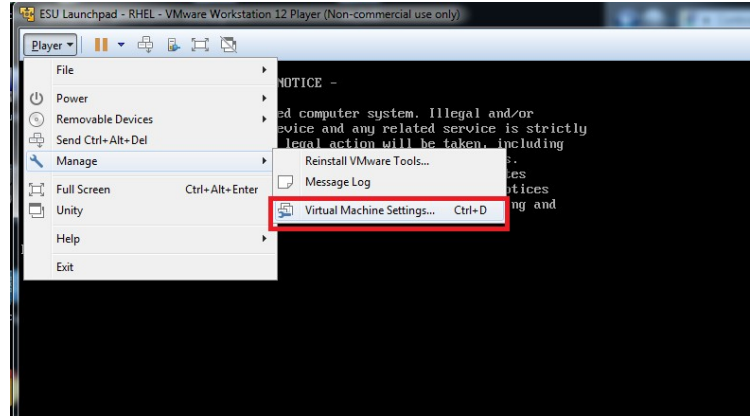 ESU Launchpad - RHEL - VMware Workstation 12 Player (Non-commercial use only)
Player
File
NOTICE -
Power
ed computer system. Illegal and/or
Removable Devices
evice and any related service is strictly
Send Ctrl+Alt+Del
legal action will be taken, including
Manage
Reinstall VMware Tools...
s.
tes
Message Log
otices
Full Screen Ctrl+Alt+Enter
Unity
Virtual Machine Settings... Ctrl+D
ng and
Help
Exit